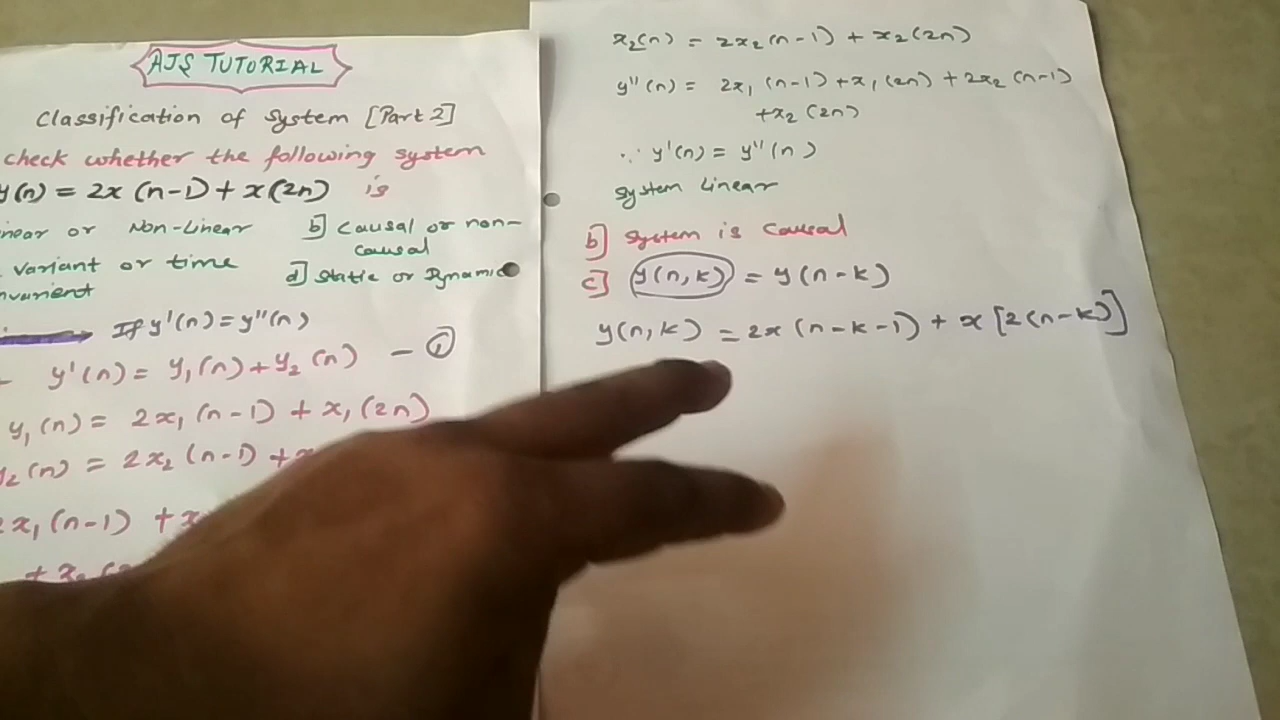 AJS TUTORIAL
Classification of System [Part 2]
check whether the following system
y(n) = 2x (n-1) + x(2n) is
near or Non-Linear b] causal or non-
causal
variant or time d] static or Dynamic
nvarient
If y'(n) = y"(n)
y'(n) = y₁(n) + y₂(n) - ①
y₁(n) = 2x₁(n-1) + x₁(2n)
y₂(n) = 2x₂(n-1) +
2x₁(n-1) + x
x₂(n) = 2x₂(n-1) + x₂(2n)
y"(n) = 2x₁(n-1) + x₁(2n) + 2x₂(n-1)
+ x₂(2n)
∵ y'(n) = y"(n)
System Linear
b] System is causal
c] y(n,k) = y(n-k)
y(n,k) = 2x(n-k-1) + x[2(n-k)]